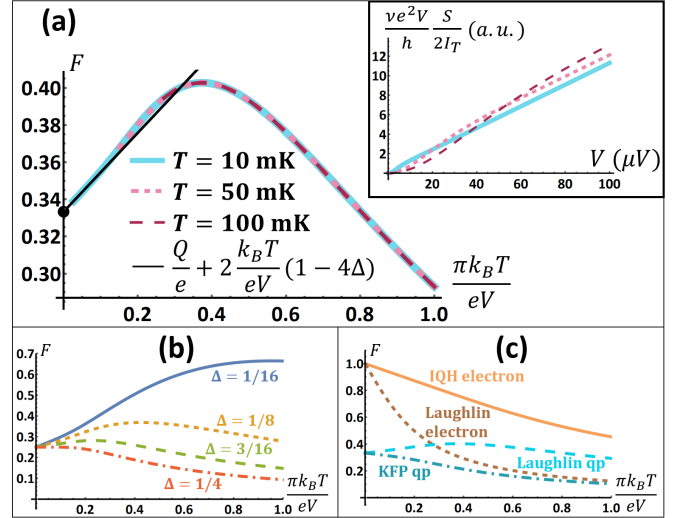 (a)
F
0.40
0.38
0.36
0.34
0.32
0.30
0.2 0.4 0.6 0.8 1.0
πk_BT/eV
T = 10 mK
T = 50 mK
T = 100 mK
Q/e + 2 k_BT/eV (1 − 4Δ)
νe²V/h S/2I_T (a.u.)
12
10
8
6
4
2
0
20 40 60 80 100
V (μV)
(b)
F
0.7
0.6
0.5
0.4
0.3
0.2
0.1
0.2 0.4 0.6 0.8 1.0
πk_BT/eV
Δ = 1/16
Δ = 1/8
Δ = 3/16
Δ = 1/4
(c)
F
1.0
0.8
0.6
0.4
0.2
0.2 0.4 0.6 0.8 1.0
πk_BT/eV
IQH electron
Laughlin
electron
Laughlin qp
KFP qp